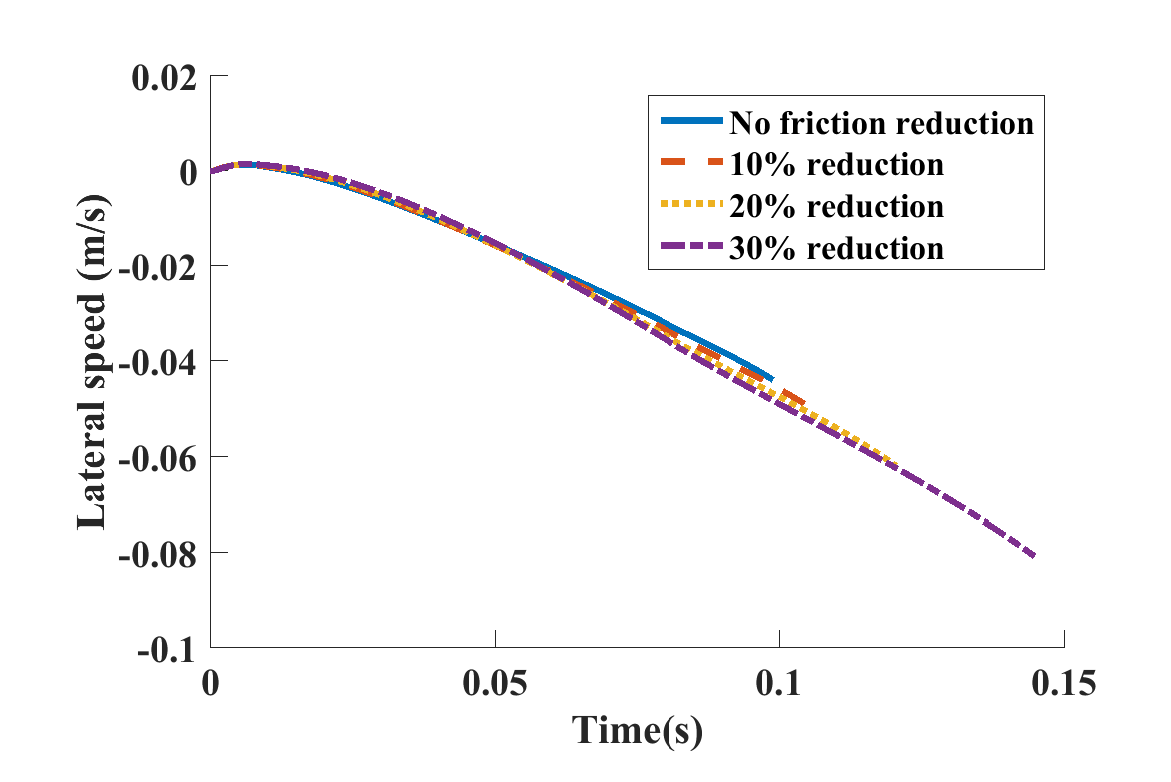 0.02
0
-0.02
-0.04
-0.06
-0.08
-0.1
Lateral speed (m/s)
No friction reduction
10% reduction
20% reduction
30% reduction
0 0.05 0.1 0.15
Time(s)